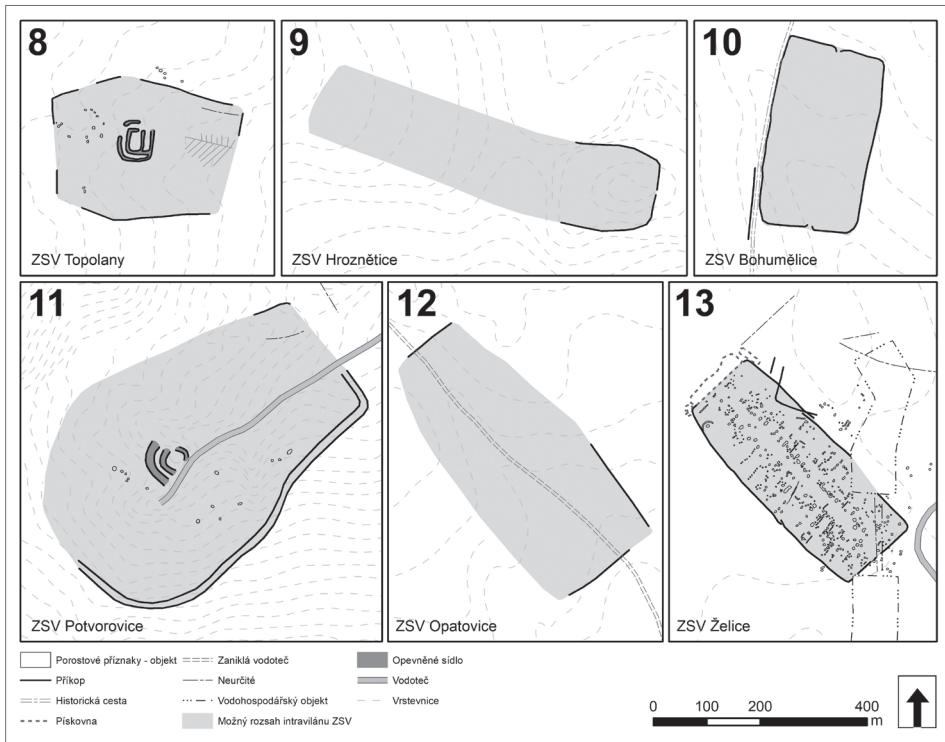 8
ZSV Topolany
9
ZSV Hroznětice
10
ZSV Bohumělice
11
ZSV Potvorovice
12
ZSV Opatovice
13
ZSV Želice
Porostové příznaky - objekt
Příkop
Historická cesta
Pískovna
Zaniklá vodoteč
Neurčité
Vodohospodářský objekt
Možný rozsah intravilánu ZSV
Opevněné sídlo
Vodoteč
Vrstevnice
0 100 200 400
m